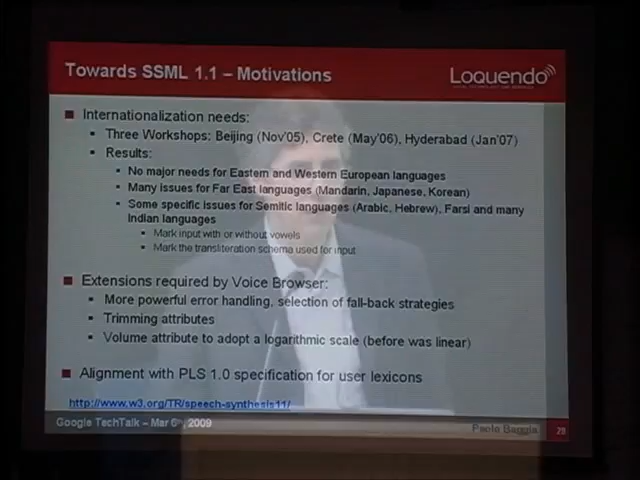 Towards SSML 1.1 – Motivations
Loquendo
Internationalization needs:
Three Workshops: Beijing (Nov'05), Crete (May'06), Hyderabad (Jan'07)
Results:
No major needs for Eastern and Western European languages
Many issues for Far East languages (Mandarin, Japanese, Korean)
Some specific issues for Semitic languages (Arabic, Hebrew), Farsi and many
Indian languages
Mark input with or without vowels
Mark the transliteration schema used for input
Extensions required by Voice Browser:
More powerful error handling, selection of fall-back strategies
Trimming attributes
Volume attribute to adopt a logarithmic scale (before was linear)
Alignment with PLS 1.0 specification for user lexicons
http://www.w3.org/TR/speech-synthesis11/
Google TechTalk – Mar 6th, 2009
Paolo Baggia